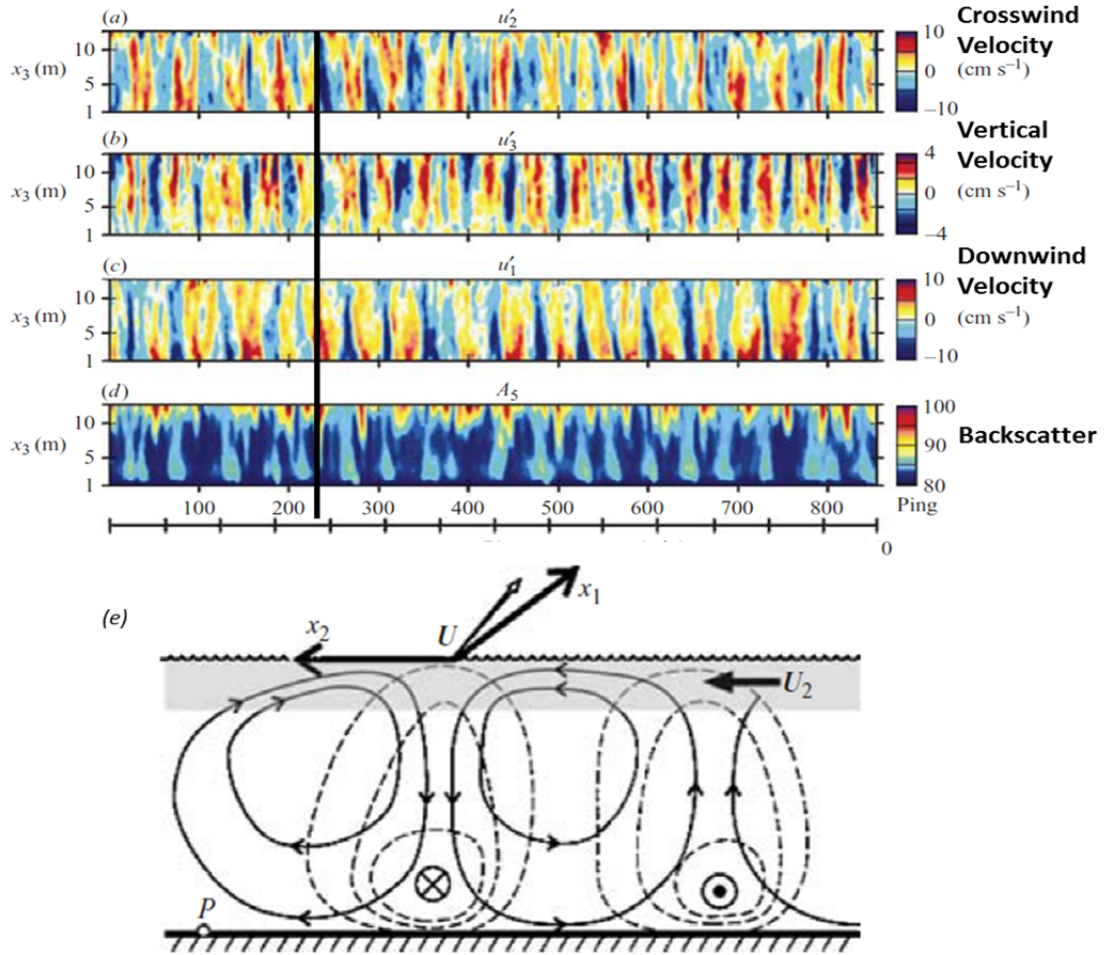 (a) u′2 Crosswind
10 10 Velocity
x3 (m) 5 0 (cm s−1)
1 −10
(b) u′3 Vertical
10 4 Velocity
x3 (m) 5 0 (cm s−1)
1 −4
(c) u′1 Downwind
10 10 Velocity
x3 (m) 5 0 (cm s−1)
1 −10
(d) A5
10 100
x3 (m) 5 90 Backscatter
1 80
100 200 300 400 500 600 700 800 Ping
0
(e) x1
x2 U
U2
P